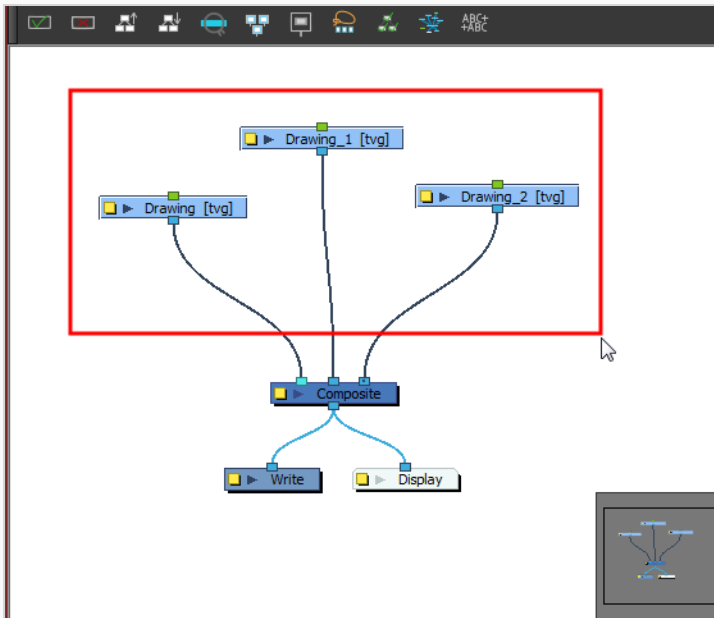 ABC+
+ABC
Drawing_1 [tvg]
Drawing [tvg]
Drawing_2 [tvg]
Composite
Write
Display